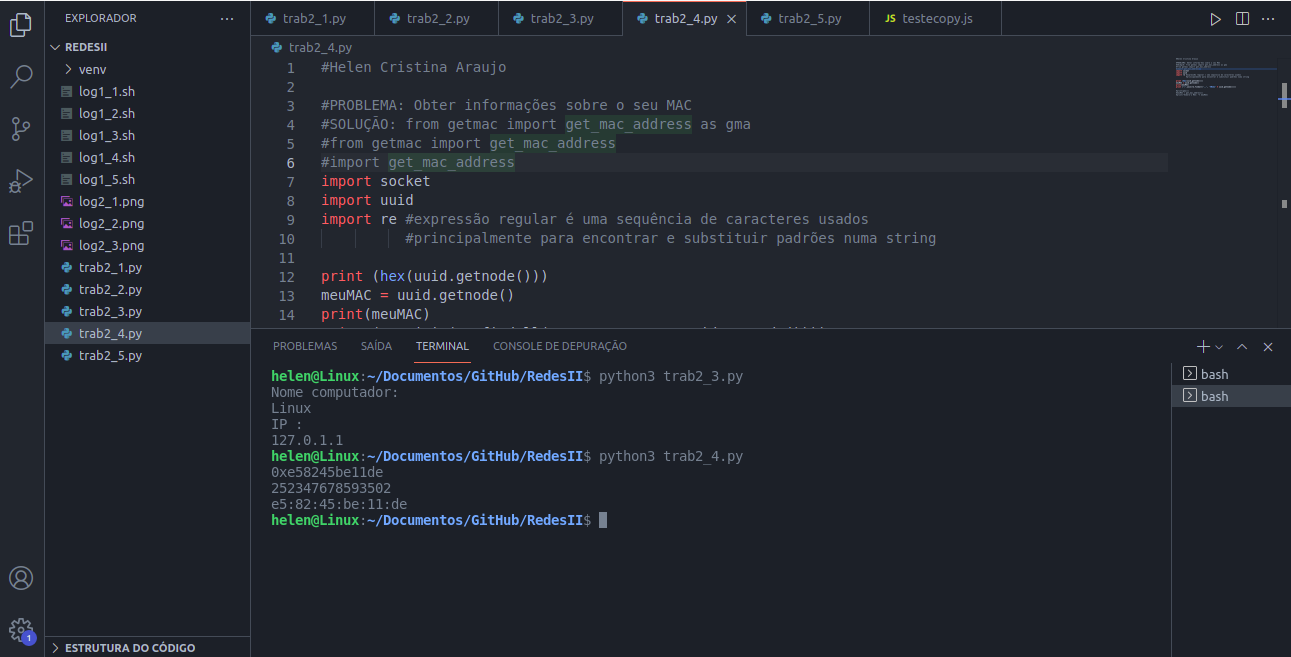 EXPLORADOR ...
REDESII
venv
log1_1.sh
log1_2.sh
log1_3.sh
log1_4.sh
log1_5.sh
log2_1.png
log2_2.png
log2_3.png
trab2_1.py
trab2_2.py
trab2_3.py
trab2_4.py
trab2_5.py
ESTRUTURA DO CÓDIGO
1
trab2_1.py trab2_2.py trab2_3.py trab2_4.py trab2_5.py JS testecopy.js
trab2_4.py
1 #Helen Cristina Araujo
2
3 #PROBLEMA: Obter informações sobre o seu MAC
4 #SOLUÇÃO: from getmac import get_mac_address as gma
5 #from getmac import get_mac_address
6 #import get_mac_address
7 import socket
8 import uuid
9 import re #expressão regular é uma sequência de caracteres usados
10 #principalmente para encontrar e substituir padrões numa string
11
12 print (hex(uuid.getnode()))
13 meuMAC = uuid.getnode()
14 print(meuMAC)
PROBLEMAS SAÍDA TERMINAL CONSOLE DE DEPURAÇÃO
helen@Linux:~/Documentos/GitHub/RedesII$ python3 trab2_3.py
Nome computador:
Linux
IP :
127.0.1.1
helen@Linux:~/Documentos/GitHub/RedesII$ python3 trab2_4.py
0xe58245be11de
252347678593502
e5:82:45:be:11:de
helen@Linux:~/Documentos/GitHub/RedesII$
bash
bash